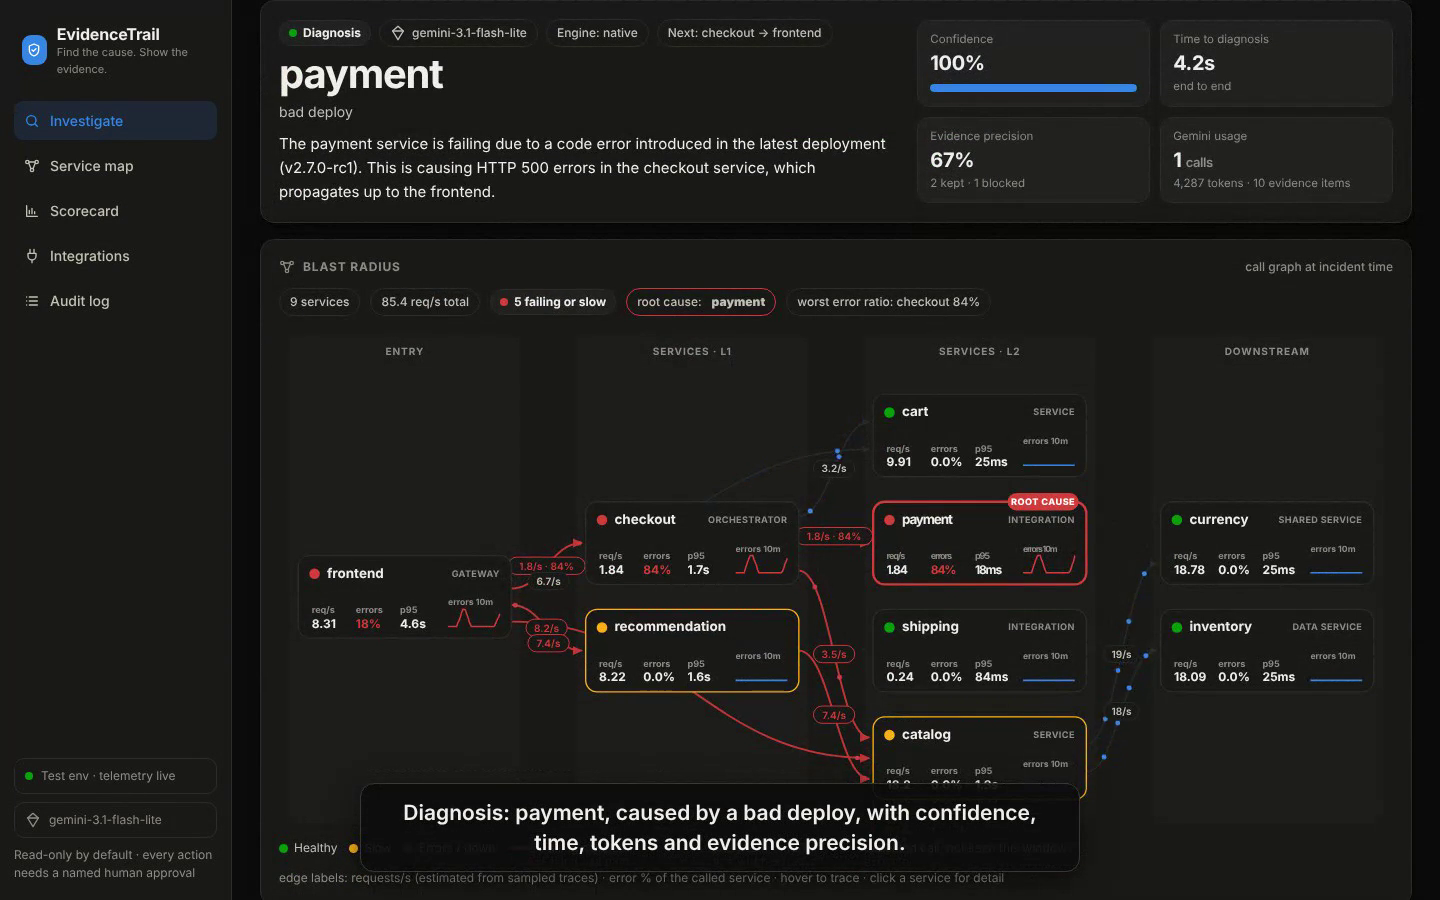 EvidenceTrail
Find the cause. Show the
evidence.
Investigate
Service map
Scorecard
Integrations
Audit log
Test env · telemetry live
gemini-3.1-flash-lite
Read-only by default · every action
needs a named human approval
Diagnosis
gemini-3.1-flash-lite
Engine: native
Next: checkout → frontend
payment
bad deploy
The payment service is failing due to a code error introduced in the latest deployment
(v2.7.0-rc1). This is causing HTTP 500 errors in the checkout service, which
propagates up to the frontend.
Confidence
100%
Time to diagnosis
4.2s
end to end
Evidence precision
67%
2 kept · 1 blocked
Gemini usage
1 calls
4,287 tokens · 10 evidence items
BLAST RADIUS
call graph at incident time
9 services
85.4 req/s total
5 failing or slow
root cause: payment
worst error ratio: checkout 84%
ENTRY
SERVICES · L1
SERVICES · L2
DOWNSTREAM
frontend GATEWAY
req/s errors p95 errors 10m
8.31 18% 4.6s
1.8/s · 84%
6.7/s
8.2/s
7.4/s
checkout ORCHESTRATOR
req/s errors p95 errors 10m
1.84 84% 1.7s
recommendation
req/s errors p95 errors 10m
8.22 0.0% 1.6s
3.2/s
1.8/s · 84%
3.5/s
7.4/s
cart SERVICE
req/s errors p95 errors 10m
9.91 0.0% 25ms
ROOT CAUSE
payment INTEGRATION
req/s errors p95 errors 10m
1.84 84% 18ms
shipping INTEGRATION
req/s errors p95 errors 10m
0.24 0.0% 84ms
catalog SERVICE
req/s errors p95 errors 10m
19/s
18/s
currency SHARED SERVICE
req/s errors p95 errors 10m
18.78 0.0% 25ms
inventory DATA SERVICE
req/s errors p95 errors 10m
18.09 0.0% 25ms
Diagnosis: payment, caused by a bad deploy, with confidence,
time, tokens and evidence precision.
Healthy
edge labels: requests/s (estimated from sampled traces) · error % of the called service · hover to trace · click a service for detail